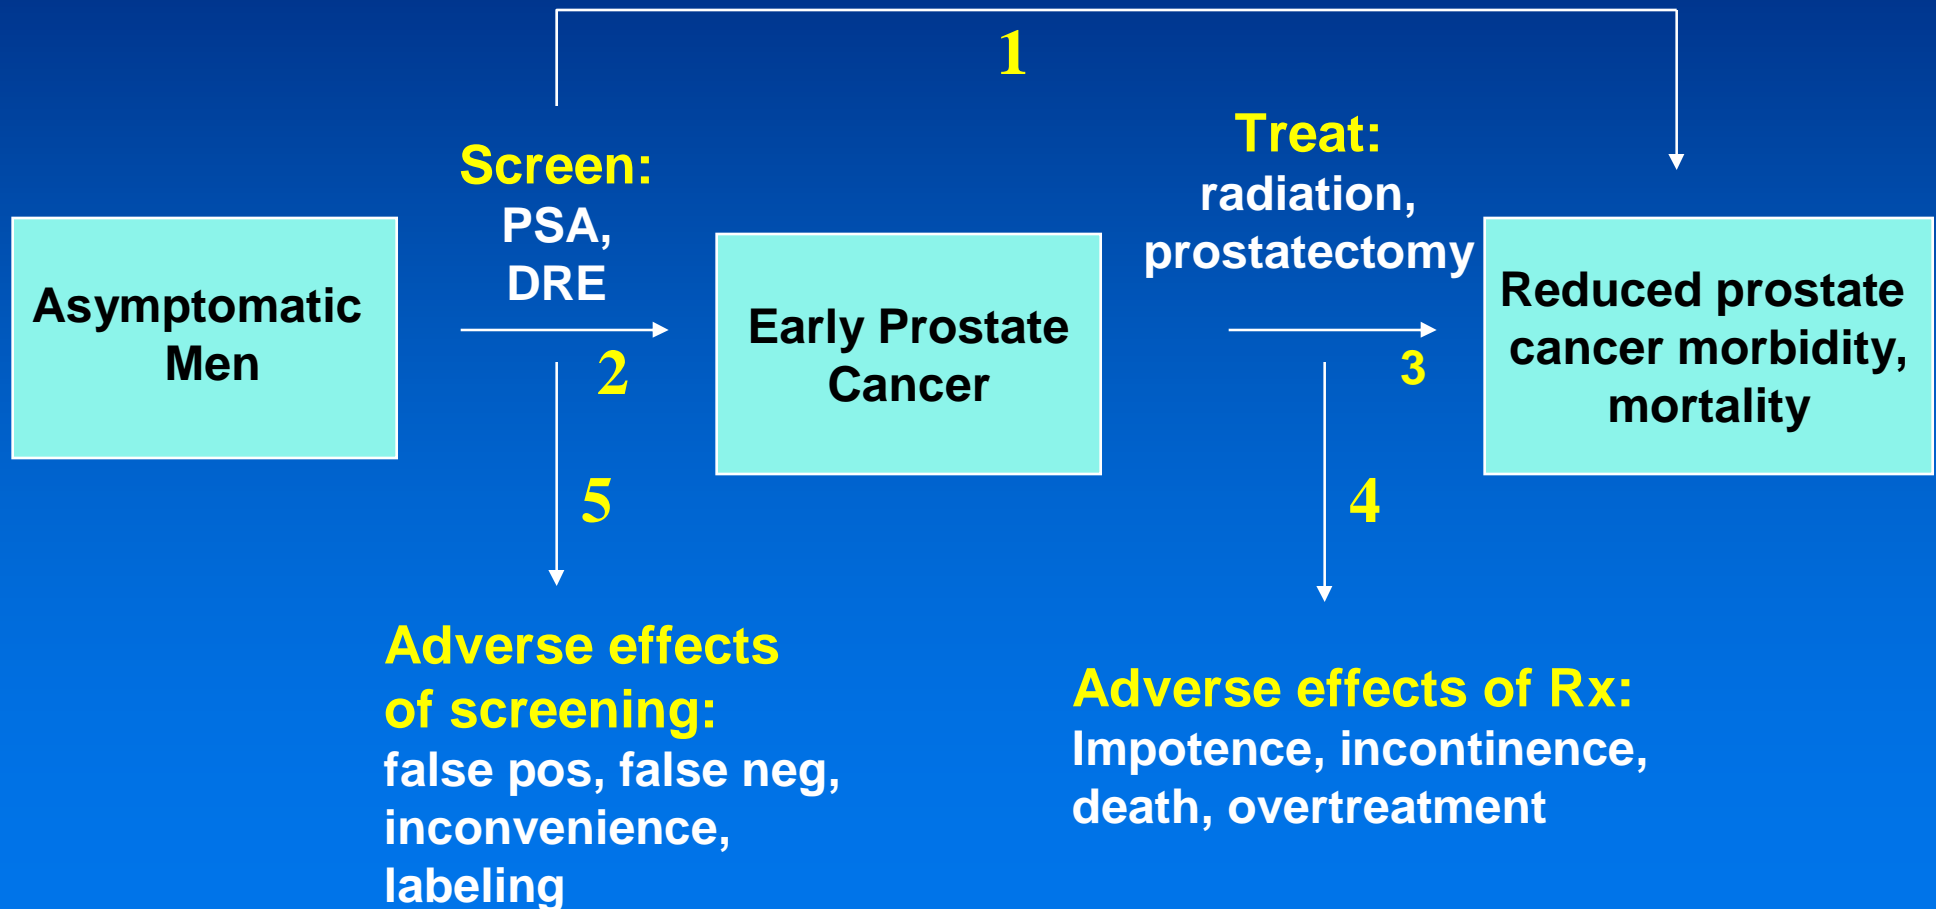 1
Screen:
PSA,
DRE
Treat:
radiation,
prostatectomy
Asymptomatic
Men
2
Early Prostate
Cancer
3
Reduced prostate
cancer morbidity,
mortality
5
4
Adverse effects
of screening:
false pos, false neg,
inconvenience,
labeling
Adverse effects of Rx:
Impotence, incontinence,
death, overtreatment